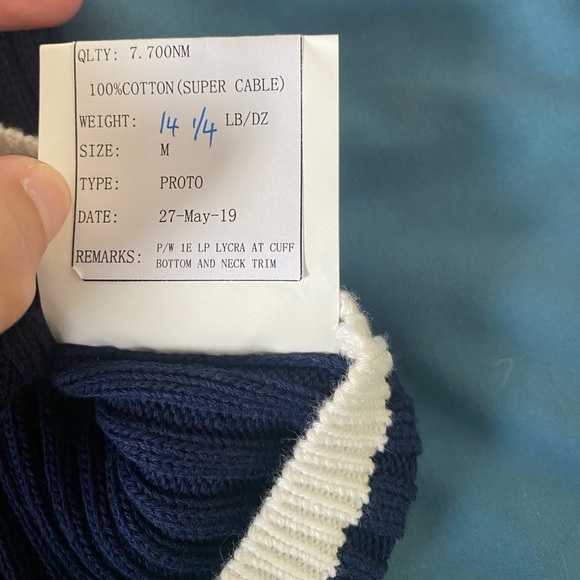 QLTY: 7.700NM
100%COTTON(SUPER CABLE)
WEIGHT: 14 1/4 LB/DZ
SIZE: M
TYPE: PROTO
DATE: 27-May-19
REMARKS: P/W 1E LP LYCRA AT CUFF
BOTTOM AND NECK TRIM